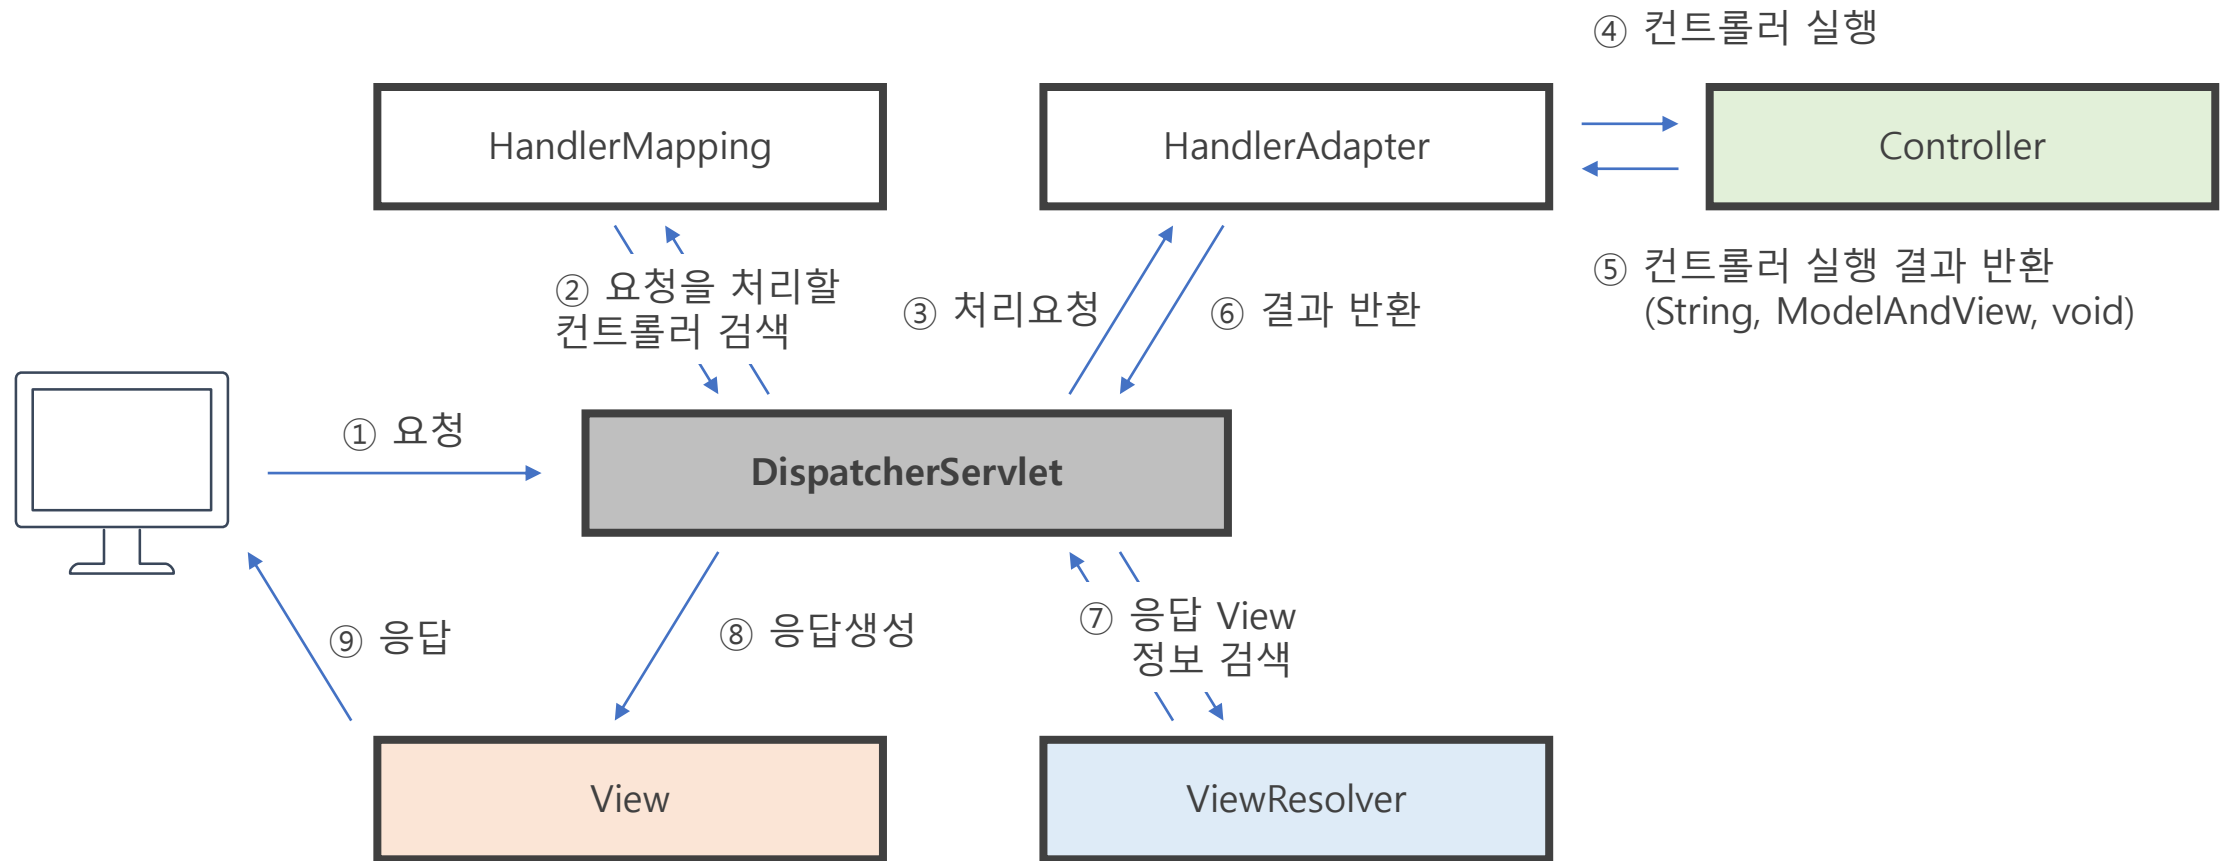 ④ 컨트롤러 실행
HandlerMapping
HandlerAdapter
Controller
② 요청을 처리할
컨트롤러 검색
③ 처리요청
⑥ 결과 반환
⑤ 컨트롤러 실행 결과 반환
(String, ModelAndView, void)
① 요청
DispatcherServlet
⑨ 응답
⑧ 응답생성
⑦ 응답 View
정보 검색
View
ViewResolver